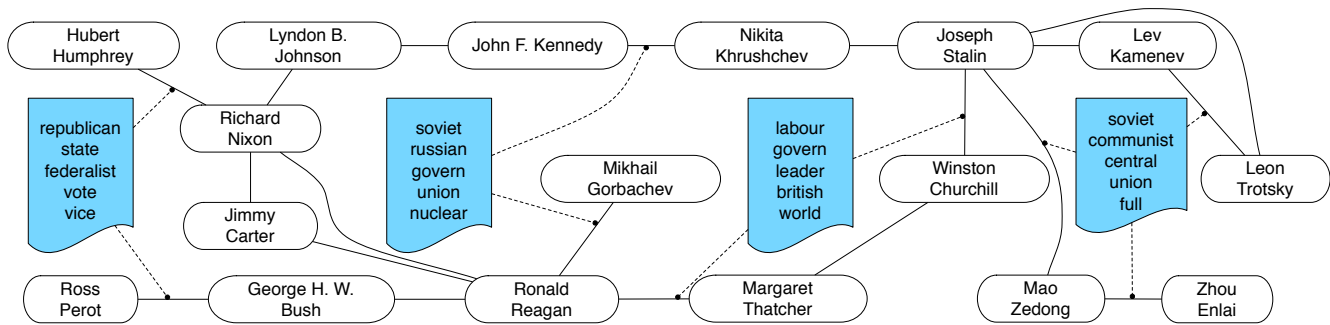 Hubert
Humphrey
Lyndon B.
Johnson
John F. Kennedy
Nikita
Khrushchev
Joseph
Stalin
Lev
Kamenev
republican
state
federalist
vote
vice
Richard
Nixon
soviet
russian
govern
union
nuclear
Mikhail
Gorbachev
labour
govern
leader
british
world
Winston
Churchill
soviet
communist
central
union
full
Leon
Trotsky
Jimmy
Carter
Ross
Perot
George H. W.
Bush
Ronald
Reagan
Margaret
Thatcher
Mao
Zedong
Zhou
Enlai